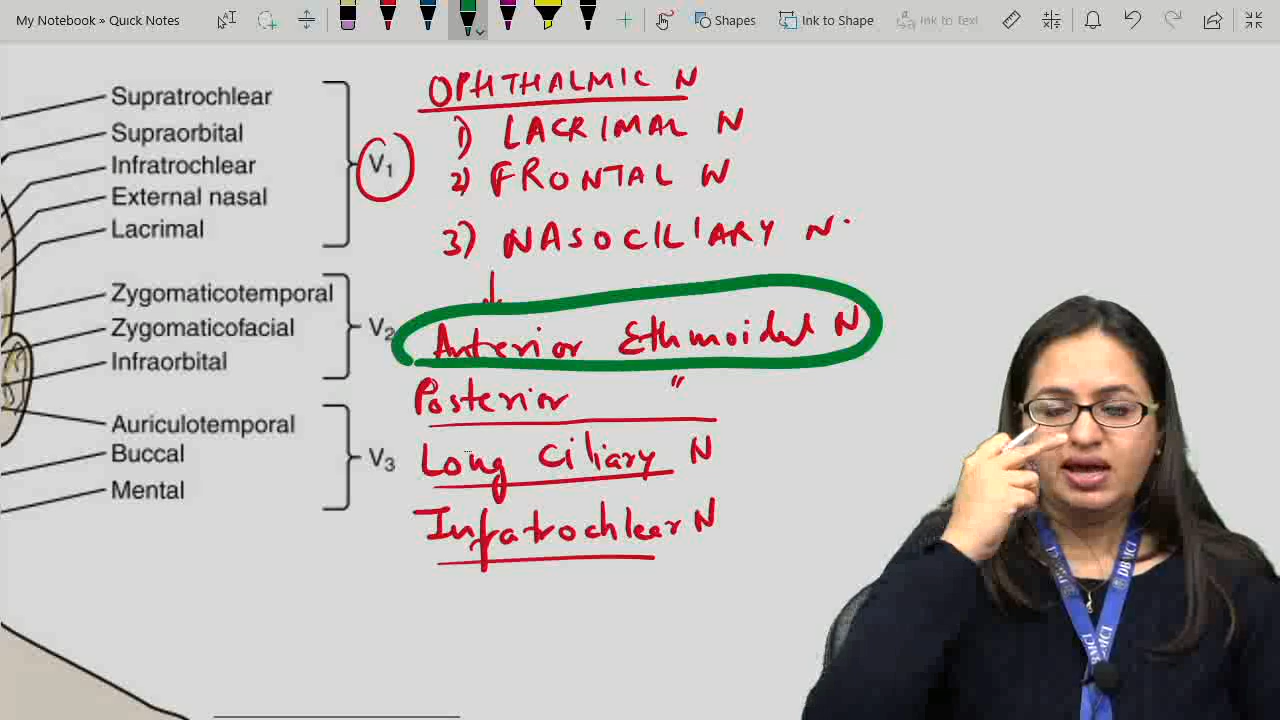 My Notebook » Quick Notes
Shapes
Ink to Shape
Ink to Text
Supratrochlear
Supraorbital
Infratrochlear
External nasal
Lacrimal
V1
Zygomaticotemporal
Zygomaticofacial
Infraorbital
V2
Auriculotemporal
Buccal
Mental
V3
OPHTHALMIC N
1) LACRIMAL N
2) FRONTAL N
3) NASOCILIARY N.
Anterior Ethmoidal N
Posterior "
Long Ciliary N
Infratrochlear N
DBMCI